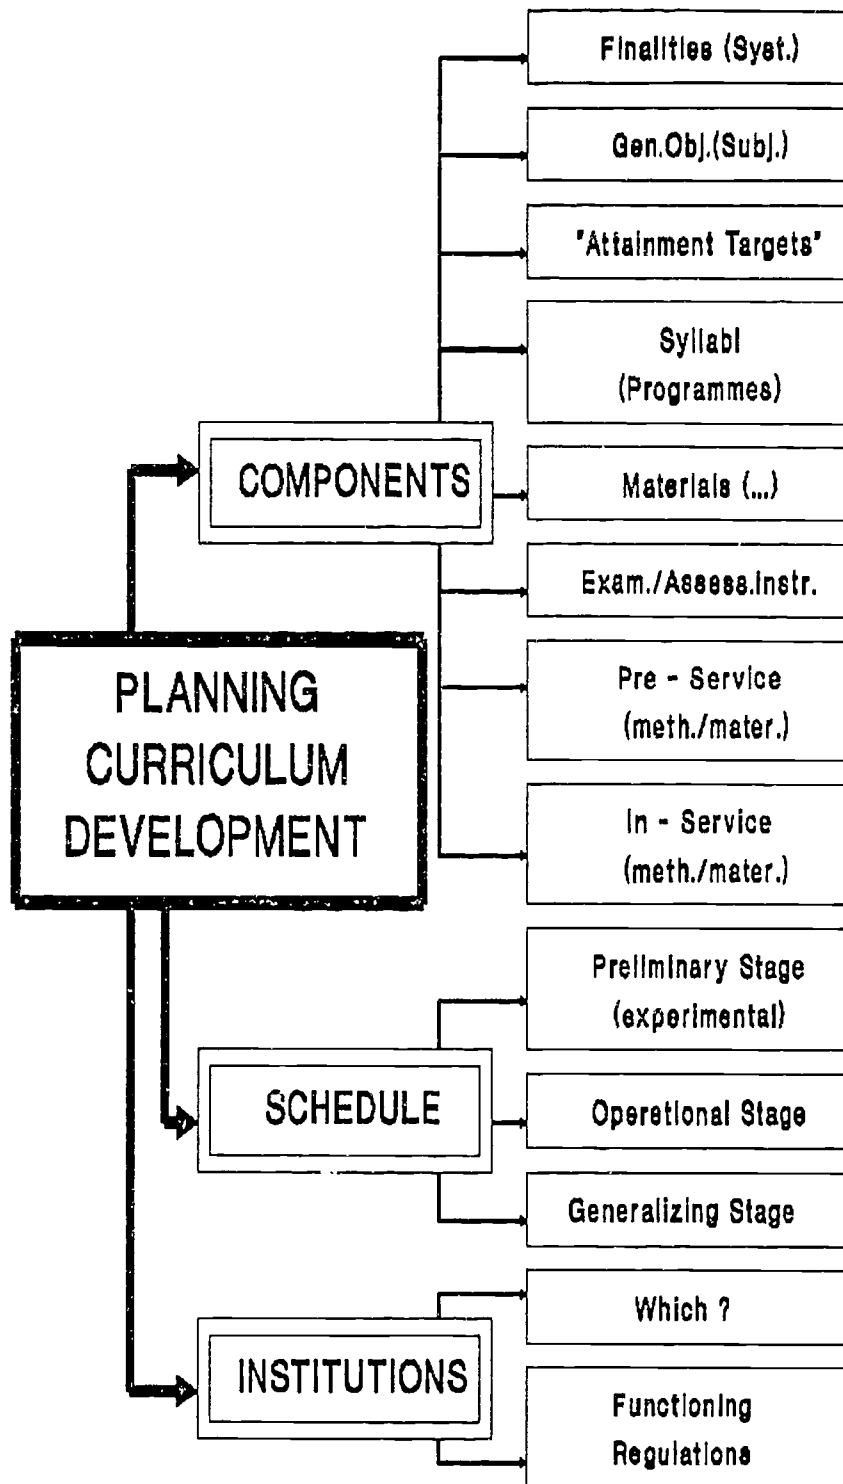 Finalities (Syst.)
Gen.Obj.(Subj.)
"Attainment Targets"
Syllabi
(Programmes)
COMPONENTS
Materials (...)
Exam./Assess.Instr.
PLANNING
CURRICULUM
DEVELOPMENT
Pre - Service
(meth./mater.)
In - Service
(meth./mater.)
Preliminary Stage
(experimental)
SCHEDULE
Operetional Stage
Generalizing Stage
Which ?
INSTITUTIONS
Functioning
Regulations